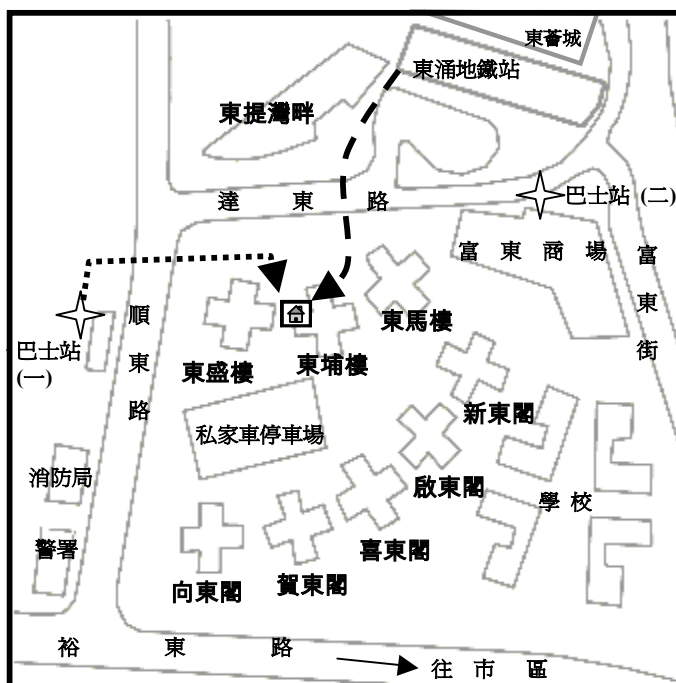 東薈城
東涌地鐵站
東提灣畔
達東路
巴士站 (二)
富東商場
富東街
順東路
巴士站
(一)
東馬樓
東盛樓
東埔樓
新東閣
私家車停車場
啟東閣
消防局
學校
警署
喜東閣
向東閣
賀東閣
裕東路
往市區